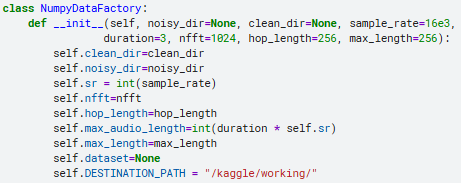 class NumpyDataFactory:
    def __init__(self, noisy_dir=None, clean_dir=None, sample_rate=16e3,
                 duration=3, nfft=1024, hop_length=256, max_length=256):
        self.clean_dir=clean_dir
        self.noisy_dir=noisy_dir
        self.sr = int(sample_rate)
        self.nfft=nfft
        self.hop_length=hop_length
        self.max_audio_length=int(duration * self.sr)
        self.max_length=max_length
        self.dataset=None
        self.DESTINATION_PATH = "/kaggle/working/"